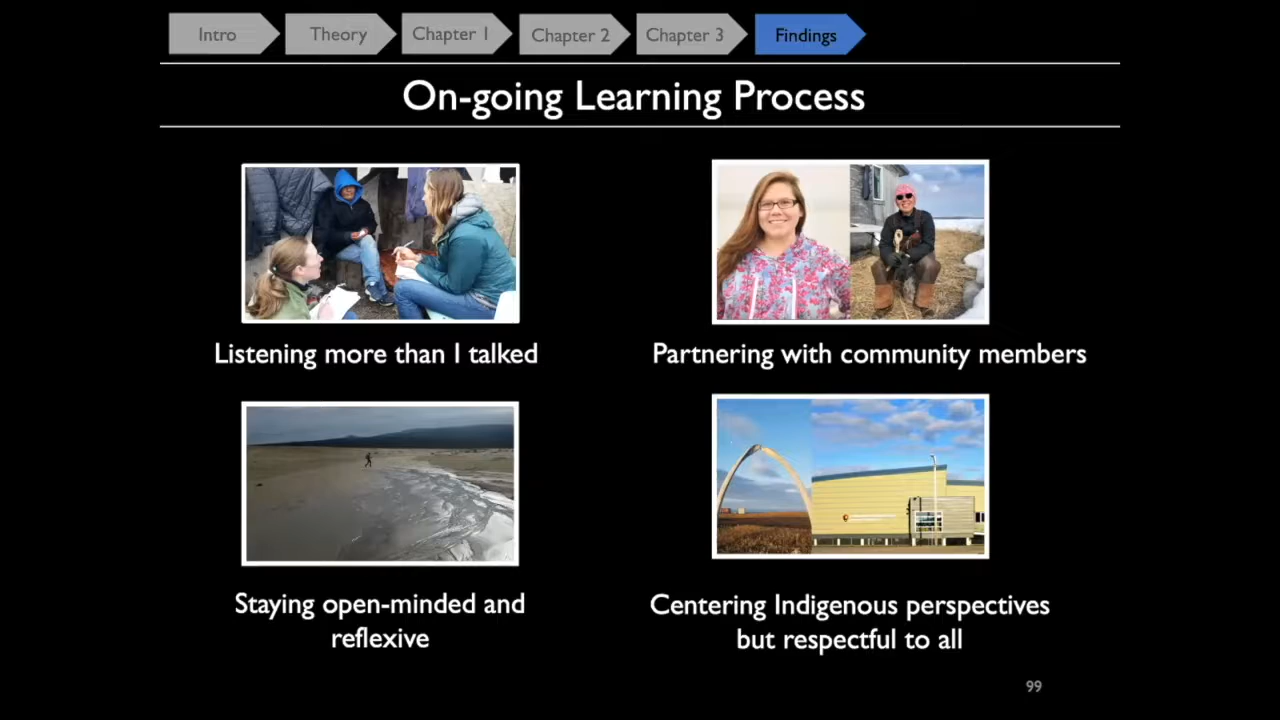 Intro
Theory
Chapter 1
Chapter 2
Chapter 3
Findings
On-going Learning Process
Listening more than I talked
Partnering with community members
Staying open-minded and
reflexive
Centering Indigenous perspectives
but respectful to all
99